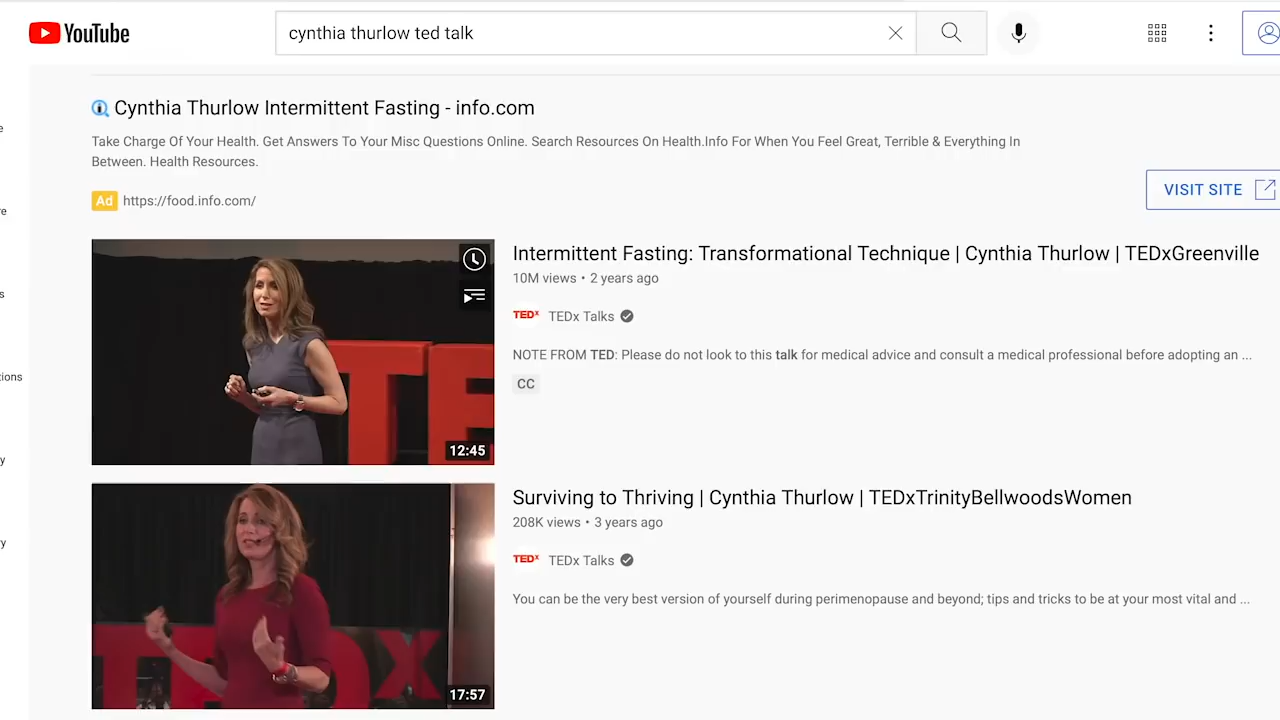 YouTube
cynthia thurlow ted talk
Cynthia Thurlow Intermittent Fasting - info.com
Take Charge Of Your Health. Get Answers To Your Misc Questions Online. Search Resources On Health.Info For When You Feel Great, Terrible & Everything In
Between. Health Resources.
Ad https://food.info.com/
VISIT SITE
Intermittent Fasting: Transformational Technique | Cynthia Thurlow | TEDxGreenville
10M views • 2 years ago
TEDx TEDx Talks
NOTE FROM TED: Please do not look to this talk for medical advice and consult a medical professional before adopting an ...
CC
TE
12:45
Surviving to Thriving | Cynthia Thurlow | TEDxTrinityBellwoodsWomen
208K views • 3 years ago
TEDx TEDx Talks
You can be the very best version of yourself during perimenopause and beyond; tips and tricks to be at your most vital and ...
TEDx
17:57